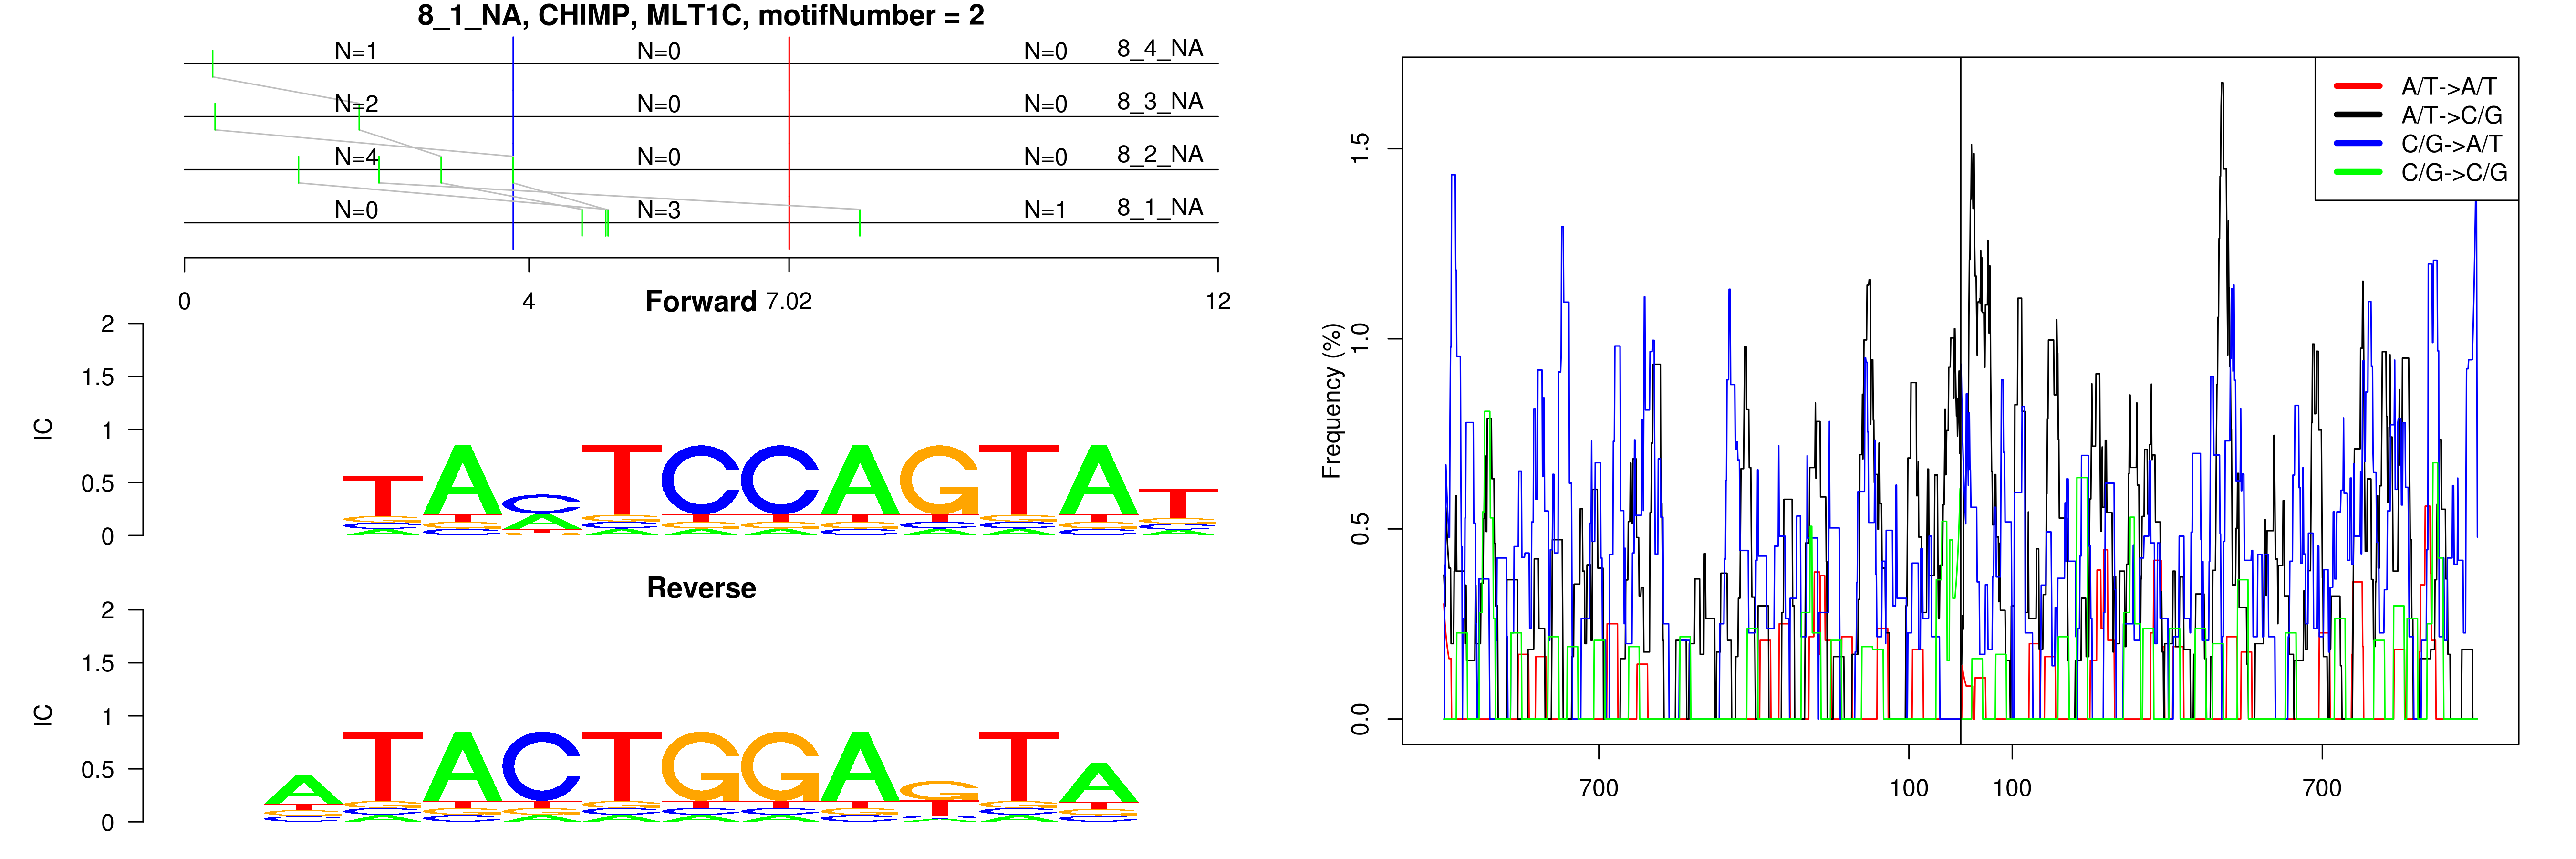 8_1_NA, CHIMP, MLT1C, motifNumber = 2
N=1 N=0 N=0 8_4_NA
N=2 N=0 N=0 8_3_NA
N=4 N=0 N=0 8_2_NA
N=0 N=3 N=1 8_1_NA
0 4 7.02 12
Forward
2
1.5
1
0.5
0
IC
TACTCCAGTAT
Reverse
2
1.5
1
0.5
0
IC
ATACTGGAGTA
Frequency (%)
1.5
1.0
0.5
0.0
700 100 100 700
A/T->A/T
A/T->C/G
C/G->A/T
C/G->C/G